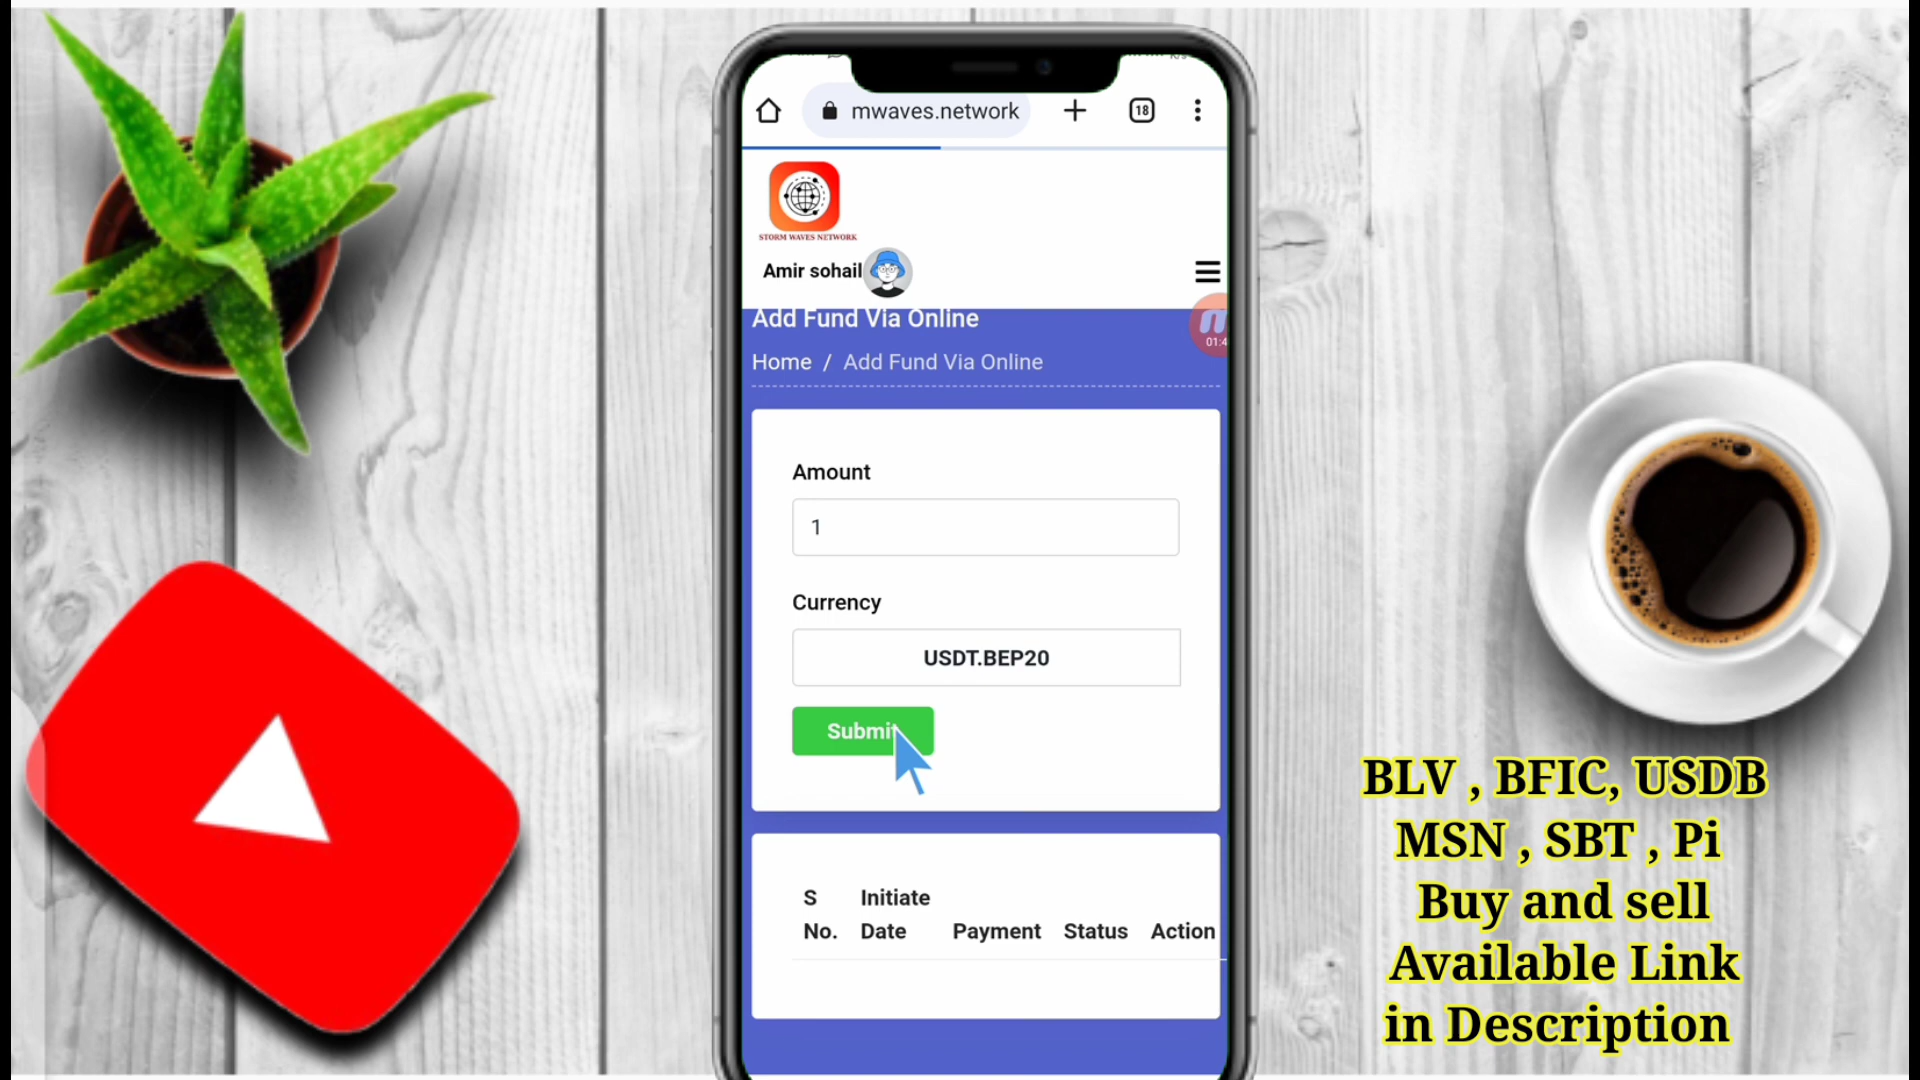 mwaves.network
18
STORM WAVES NETWORK
Amir sohail
Add Fund Via Online
01:4
Home / Add Fund Via Online
Amount
1
Currency
USDT.BEP20
Submit
S No.
Initiate Date
Payment
Status
Action
BLV , BFIC, USDB
MSN , SBT , Pi
Buy and sell
Available Link
in Description